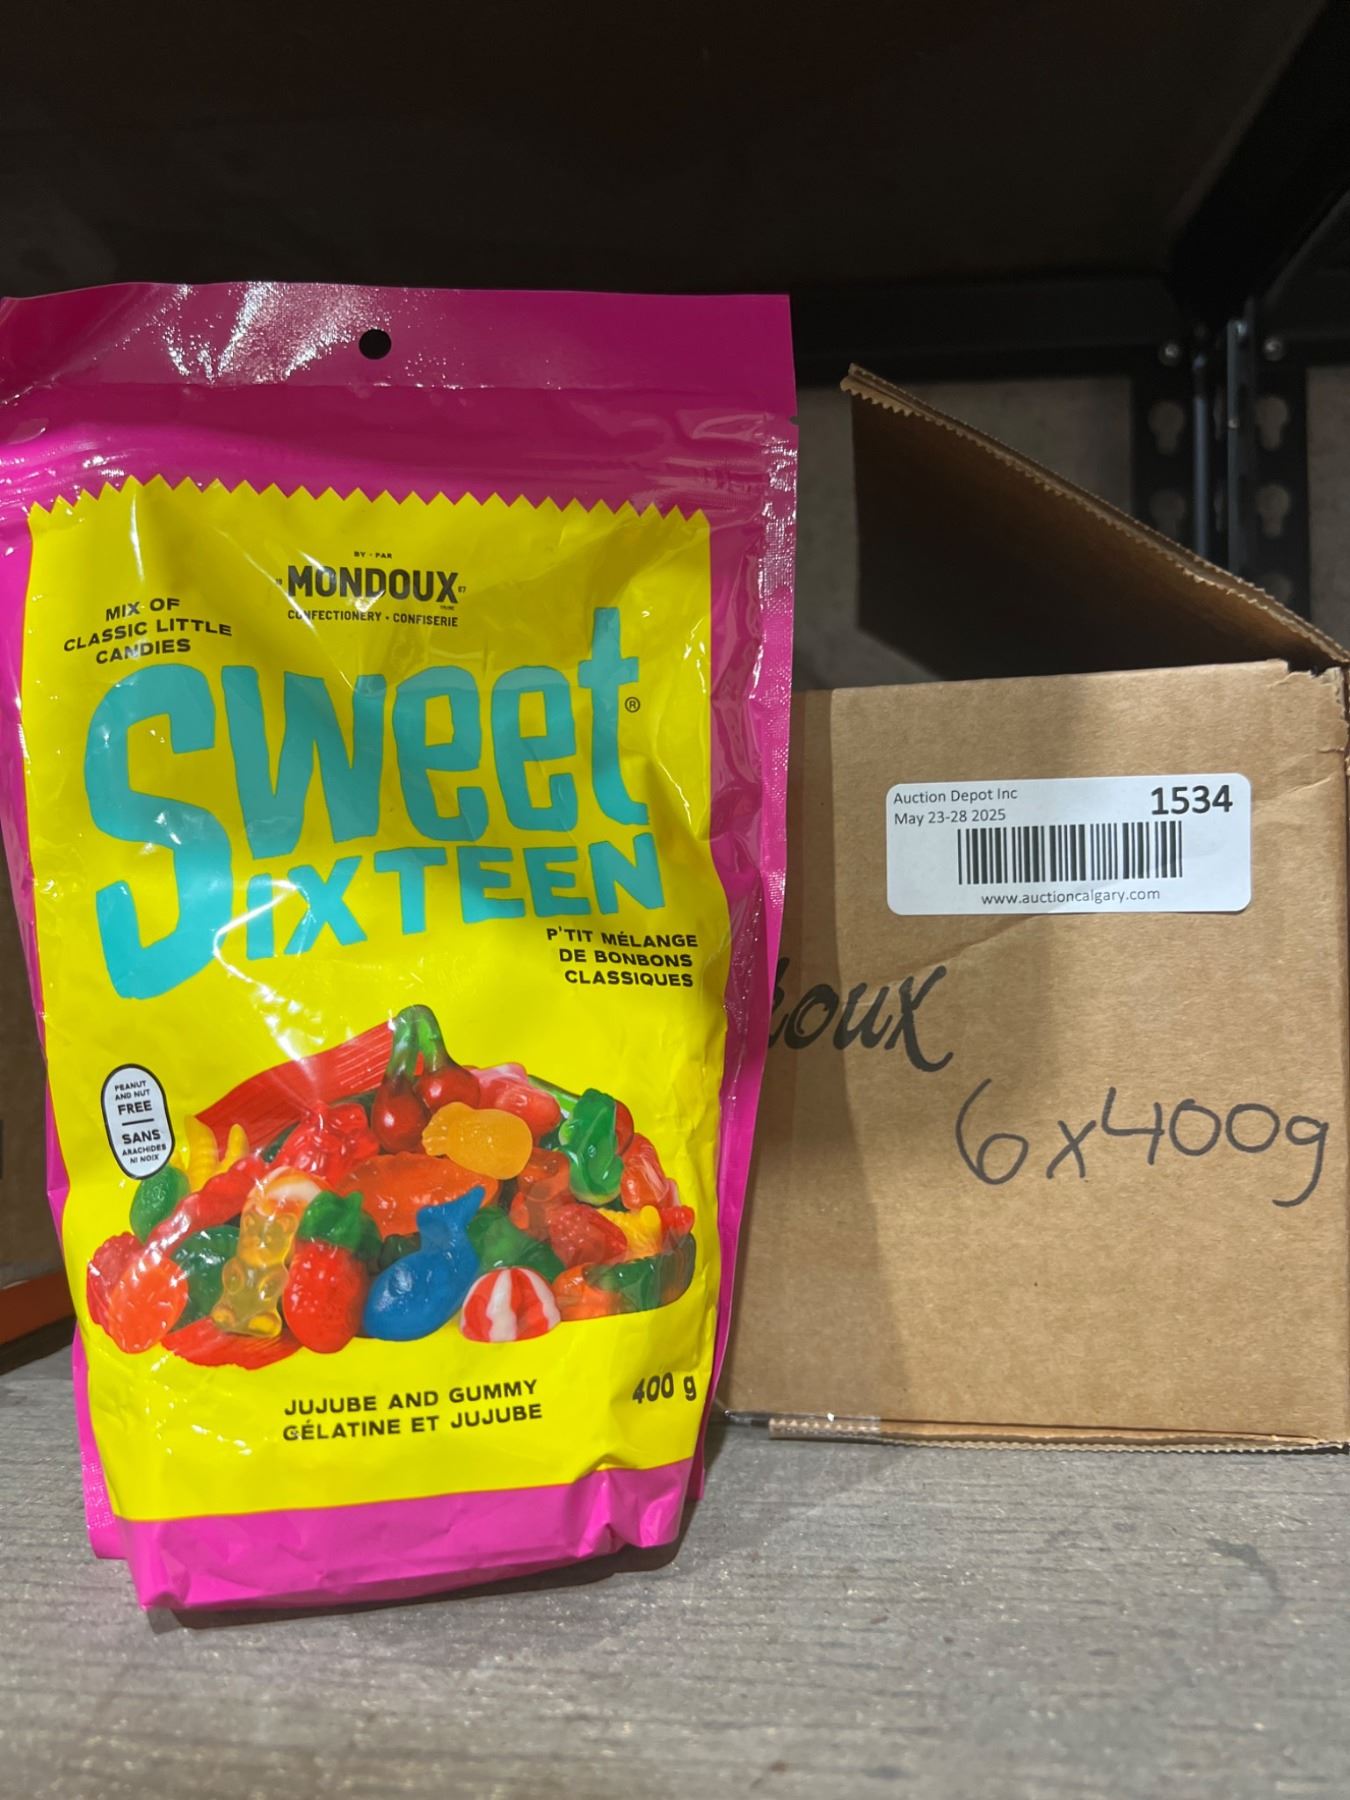 BY · PAR
MONDOUX
CONFECTIONERY • CONFISERIE
MIX OF
CLASSIC LITTLE
CANDIES
Sweet ®
SIXTEEN
P'TIT MÉLANGE
DE BONBONS
CLASSIQUES
PEANUT
AND NUT
FREE
SANS
ARACHIDES
NI NOIX
JUJUBE AND GUMMY
GÉLATINE ET JUJUBE
400 g
Auction Depot Inc
1534
May 23-28 2025
www.auctioncalgary.com
oux
6x400g